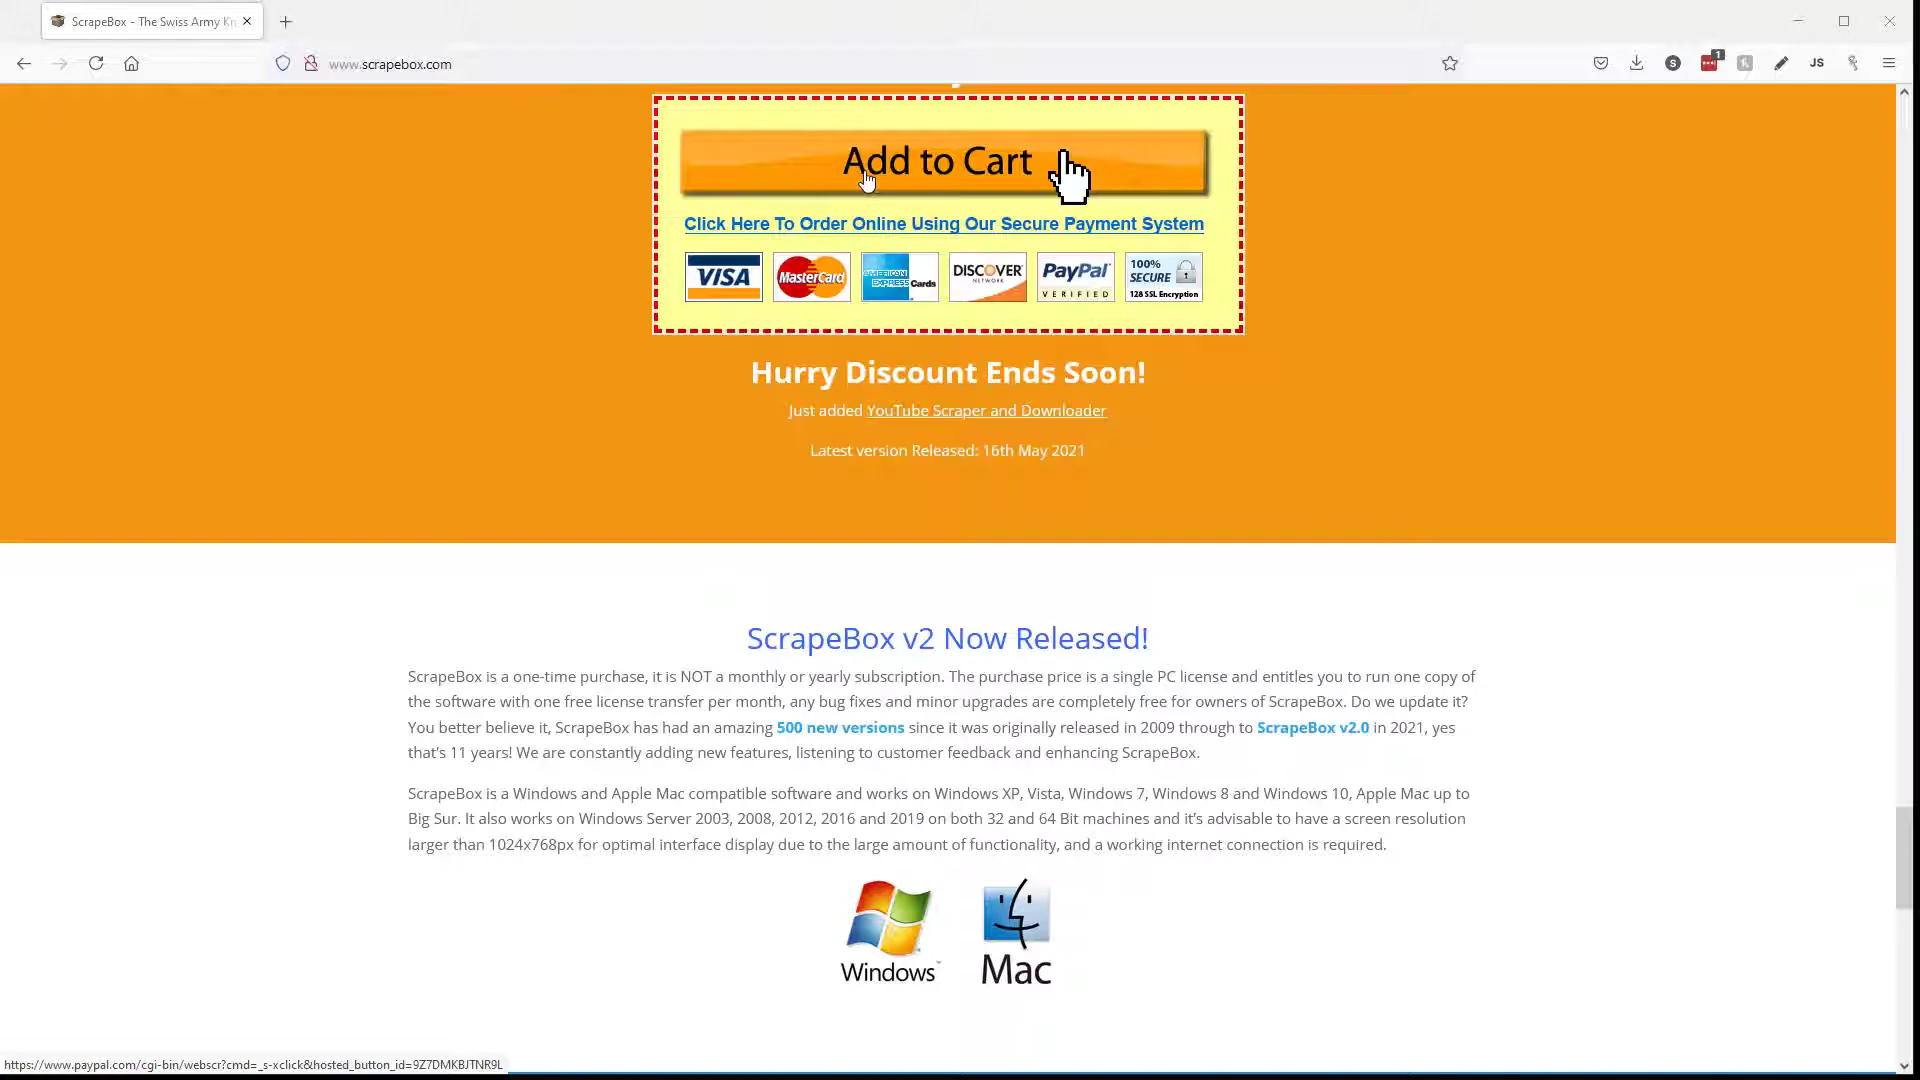 ScrapeBox - The Swiss Army Kn
www.scrapebox.com
S
1
JS
Add to Cart
Click Here To Order Online Using Our Secure Payment System
VISA
MasterCard
AMERICAN EXPRESS Cards
DISCOVER NETWORK
PayPal VERIFIED
100% SECURE 128 SSL Encryption
Hurry Discount Ends Soon!
Just added YouTube Scraper and Downloader
Latest version Released: 16th May 2021
ScrapeBox v2 Now Released!
ScrapeBox is a one-time purchase, it is NOT a monthly or yearly subscription. The purchase price is a single PC license and entitles you to run one copy of
the software with one free license transfer per month, any bug fixes and minor upgrades are completely free for owners of ScrapeBox. Do we update it?
You better believe it, ScrapeBox has had an amazing 500 new versions since it was originally released in 2009 through to ScrapeBox v2.0 in 2021, yes
that's 11 years! We are constantly adding new features, listening to customer feedback and enhancing ScrapeBox.
ScrapeBox is a Windows and Apple Mac compatible software and works on Windows XP, Vista, Windows 7, Windows 8 and Windows 10, Apple Mac up to
Big Sur. It also works on Windows Server 2003, 2008, 2012, 2016 and 2019 on both 32 and 64 Bit machines and it's advisable to have a screen resolution
larger than 1024x768px for optimal interface display due to the large amount of functionality, and a working internet connection is required.
Windows
Mac
https://www.paypal.com/cgi-bin/webscr?cmd=_s-xclick&hosted_button_id=9Z7DMKBJTNR9L